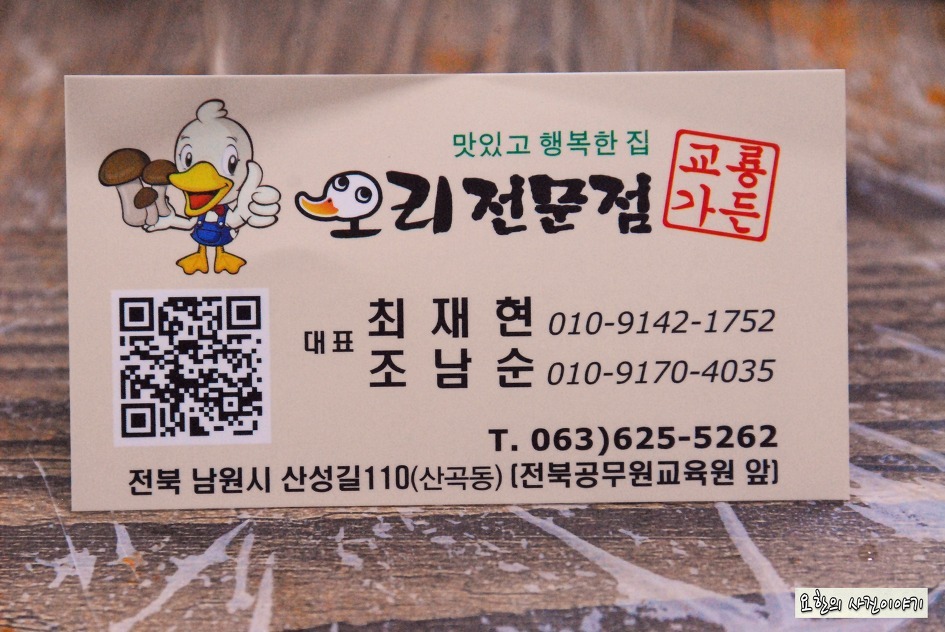 맛있고 행복한 집
오리전문점
교룡
가든
대표
최재현 010-9142-1752
조남순 010-9170-4035
T. 063)625-5262
전북 남원시 산성길110(산곡동) (전북공무원교육원 앞)
요한의 사진이야기